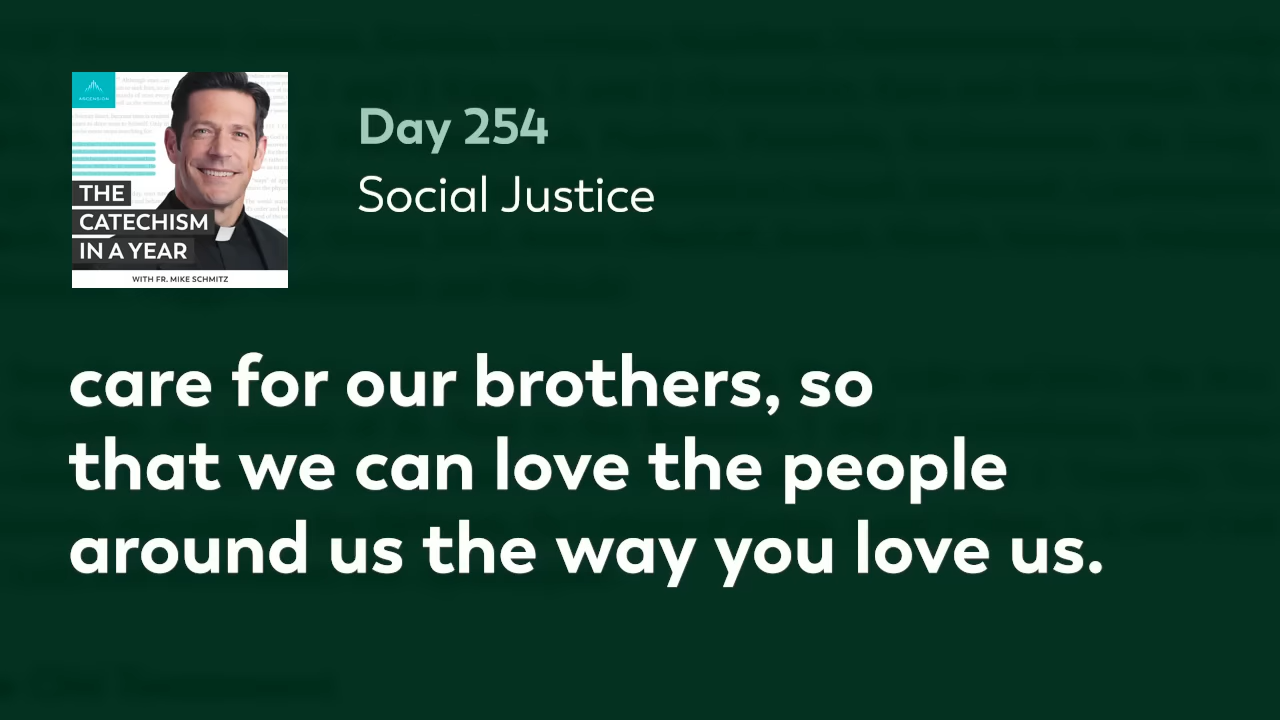 ASCENSION
THE
CATECHISM
IN A YEAR
WITH FR. MIKE SCHMITZ
Day 254
Social Justice
care for our brothers, so
that we can love the people
around us the way you love us.